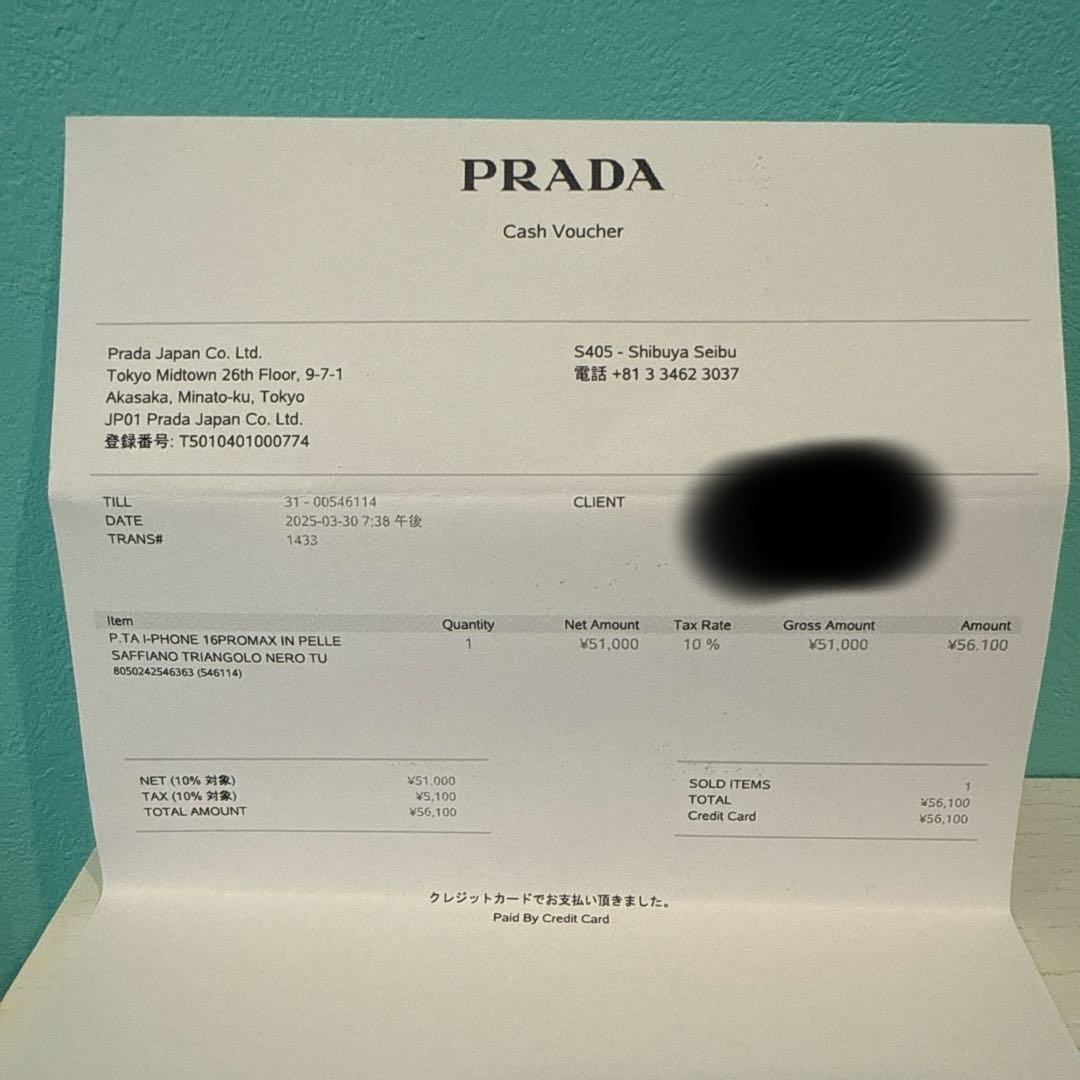 PRADA
Cash Voucher
Prada Japan Co. Ltd.
Tokyo Midtown 26th Floor, 9-7-1
Akasaka, Minato-ku, Tokyo
JP01 Prada Japan Co. Ltd.
登録番号: T5010401000774
S405 - Shibuya Seibu
電話 +81 3 3462 3037
TILL 31 - 00546114
DATE 2025-03-30 7:38 午後
TRANS# 1433
CLIENT
Item Quantity Net Amount Tax Rate Gross Amount Amount
P.TA I-PHONE 16PROMAX IN PELLE 1 ¥51,000 10 % ¥51,000 ¥56,100
SAFFIANO TRIANGOLO NERO TU
8050242546363 (546114)
NET (10% 対象) ¥51,000
TAX (10% 対象) ¥5,100
TOTAL AMOUNT ¥56,100
SOLD ITEMS 1
TOTAL ¥56,100
Credit Card ¥56,100
クレジットカードでお支払い頂きました。
Paid By Credit Card